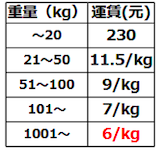 重量（kg） 運賃(元)
～20 230
21～50 11.5/kg
51～100 9/kg
101～ 7/kg
1001～ 6/kg